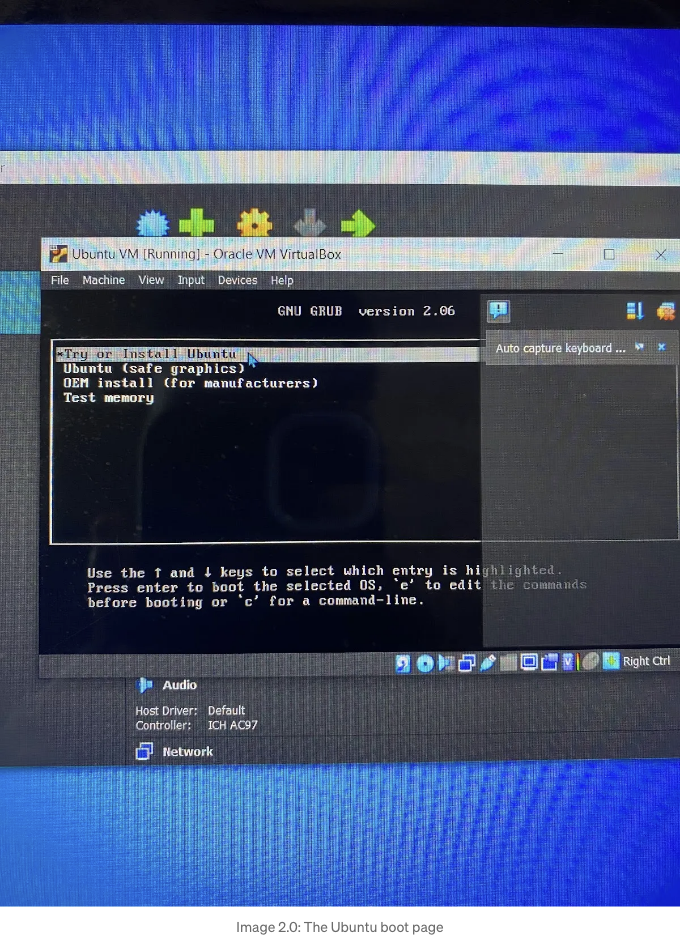 r
Ubuntu VM [Running] - Oracle VM VirtualBox
File Machine View Input Devices Help
GNU GRUB version 2.06
*Try or Install Ubuntu
Ubuntu (safe graphics)
OEM install (for manufacturers)
Test memory
Auto capture keyboard ...
Use the ↑ and ↓ keys to select which entry is highlighted.
Press enter to boot the selected OS, `e' to edit the commands
before booting or `c' for a command-line.
Right Ctrl
Audio
Host Driver: Default
Controller: ICH AC97
Network
Image 2.0: The Ubuntu boot page